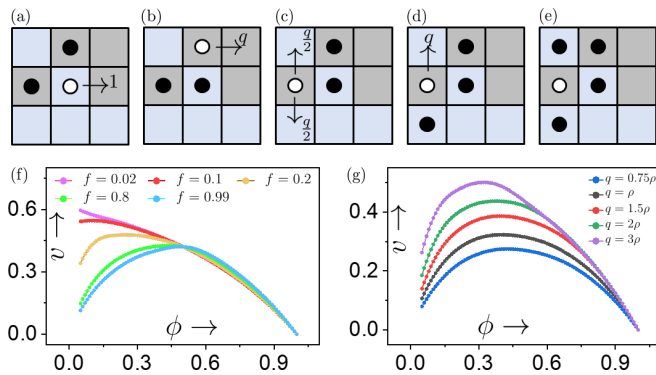 (a) (b) (c) (d) (e)
1
q
q/2
q/2
q
(f)
f = 0.02 f = 0.1 f = 0.2
f = 0.8 f = 0.99
0.6
0.3
0.0
v →
ϕ →
0.0 0.3 0.6 0.9
(g)
q = 0.75ρ
q = ρ
q = 1.5ρ
q = 2ρ
q = 3ρ
0.4
0.2
0.0
v →
ϕ →
0.0 0.3 0.6 0.9